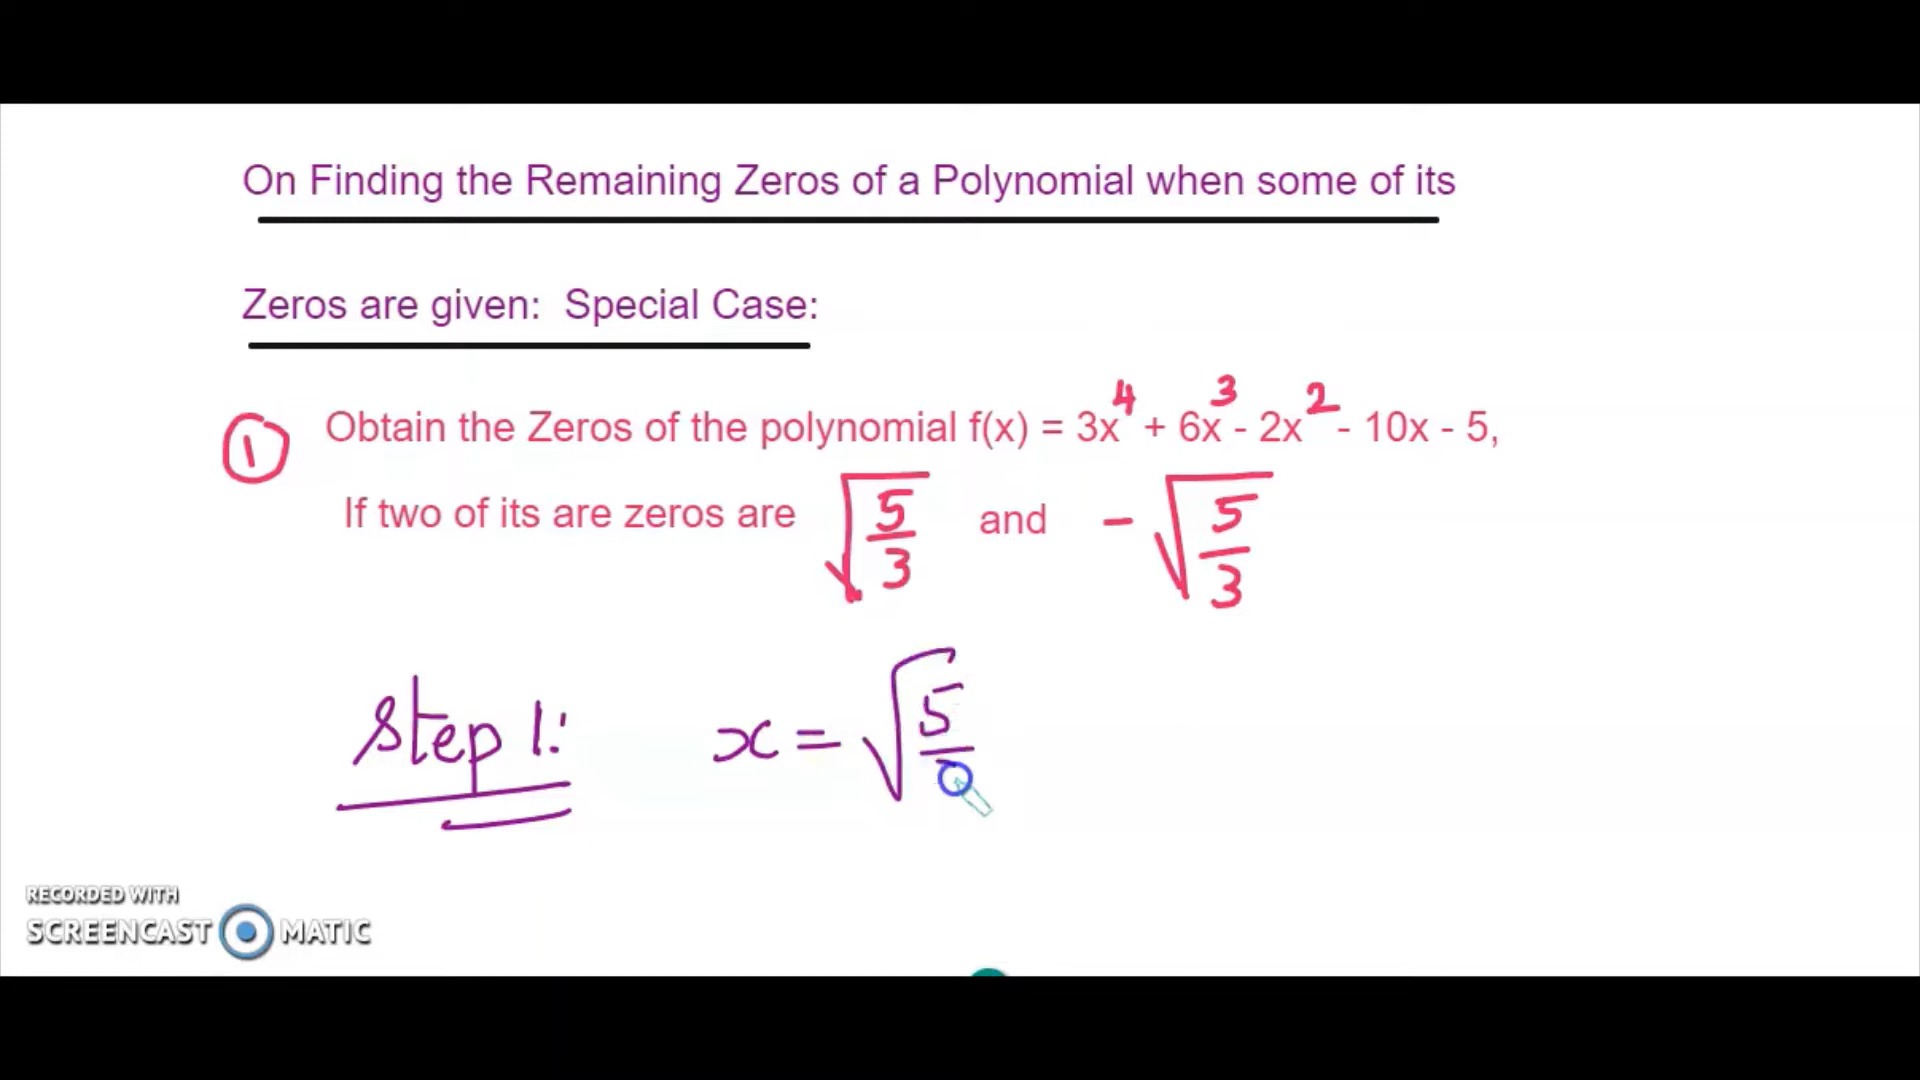 On Finding the Remaining Zeros of a Polynomial when some of its
Zeros are given: Special Case:
① Obtain the Zeros of the polynomial f(x) = 3x⁴ + 6x³ - 2x² - 10x - 5,
If two of its are zeros are √(5/3) and - √(5/3)
Step 1: x = √(5/
RECORDED WITH
SCREENCAST MATIC